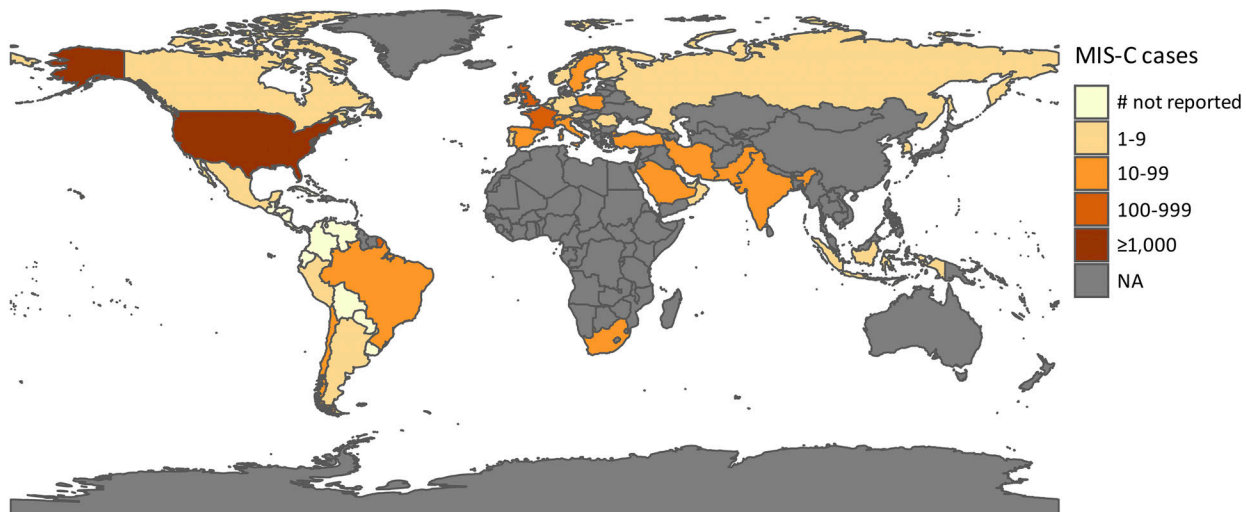 MIS-C cases
# not reported
1-9
10-99
100-999
≥1,000
NA